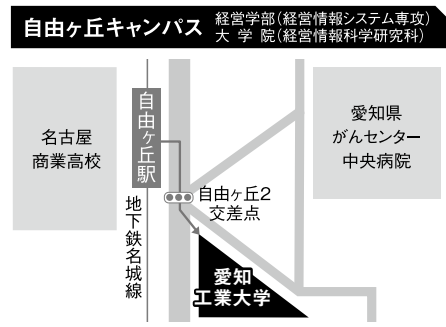 自由ヶ丘キャンパス
経営学部(経営情報システム専攻)
大学院(経営情報科学研究科)
名古屋
商業高校
自由ヶ丘駅
地下鉄名城線
自由ヶ丘2
交差点
愛知県
がんセンター
中央病院
愛知
工業大学